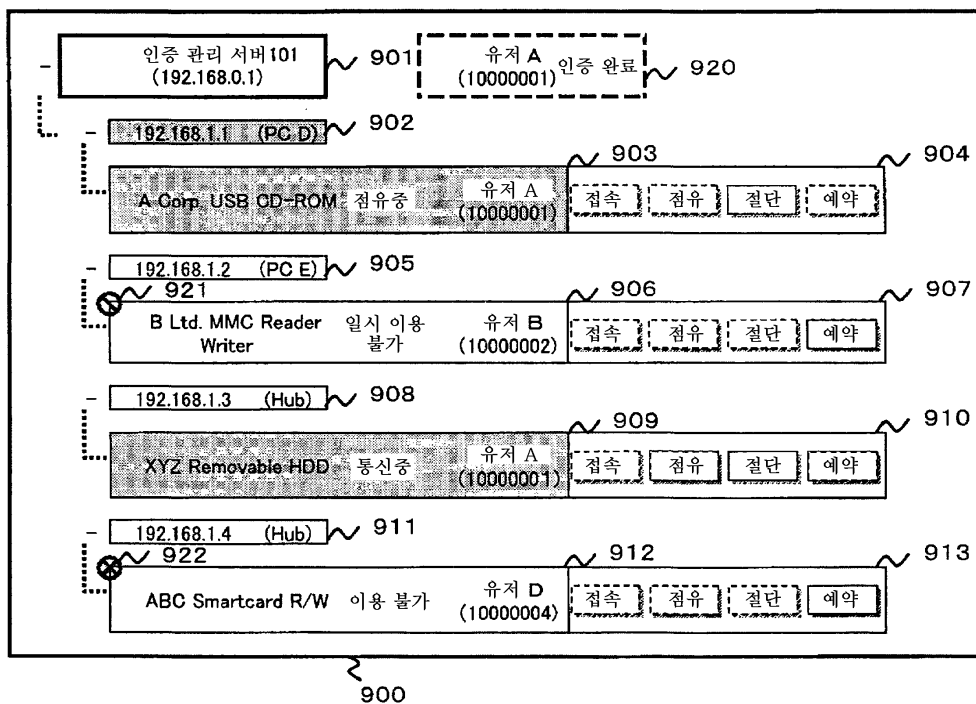 인증 관리 서버101
(192.168.0.1)
901
유저 A
(10000001)
인증 완료
920
192.168.1.1 (PC D)
902
903
904
A Corp. USB CD-ROM 점유중 유저 A
(10000001)
접속 점유 절단 예약
192.168.1.2 (PC E)
905
921
906
907
B Ltd. MMC Reader
Writer
일시 이용
불가
유저 B
(10000002)
접속 점유 절단 예약
192.168.1.3 (Hub)
908
909
910
XYZ Removable HDD 통신중 유저 A
(10000001)
접속 점유 절단 예약
192.168.1.4 (Hub)
911
922
912
913
ABC Smartcard R/W 이용 불가 유저 D
(10000004)
접속 점유 절단 예약
900